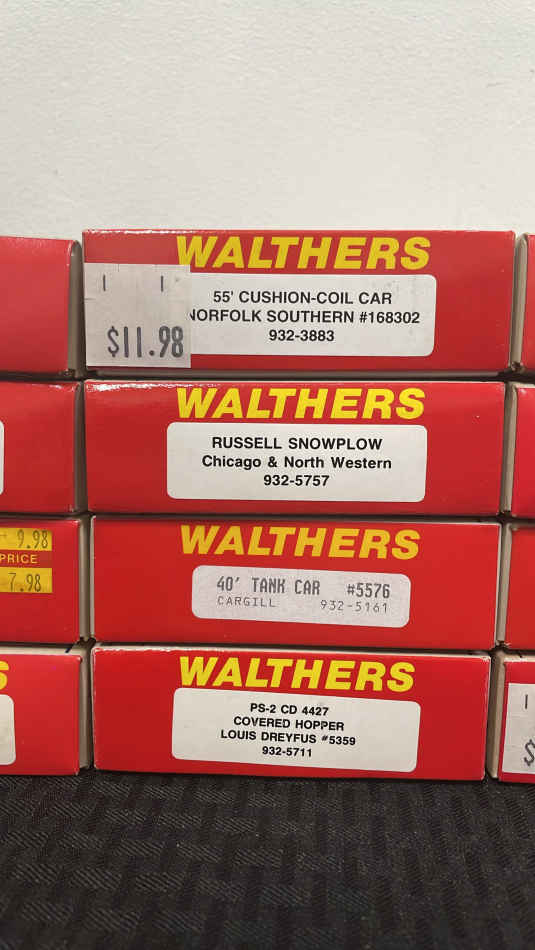 WALTHERS
55' CUSHION-COIL CAR
NORFOLK SOUTHERN #168302
932-3883
$11.98
WALTHERS
RUSSELL SNOWPLOW
Chicago & North Western
932-5757
9.98
PRICE
7.98
WALTHERS
40' TANK CAR #5576
CARGILL 932-5161
S
WALTHERS
PS-2 CD 4427
COVERED HOPPER
LOUIS DREYFUS #5359
932-5711
$